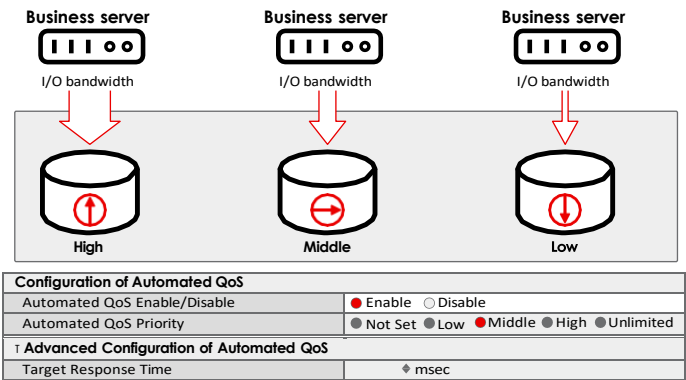 Business server Business server Business server
I/O bandwidth I/O bandwidth I/O bandwidth
High Middle Low
Configuration of Automated QoS
Automated QoS Enable/Disable Enable Disable
Automated QoS Priority Not Set Low Middle High Unlimited
T Advanced Configuration of Automated QoS
Target Response Time msec